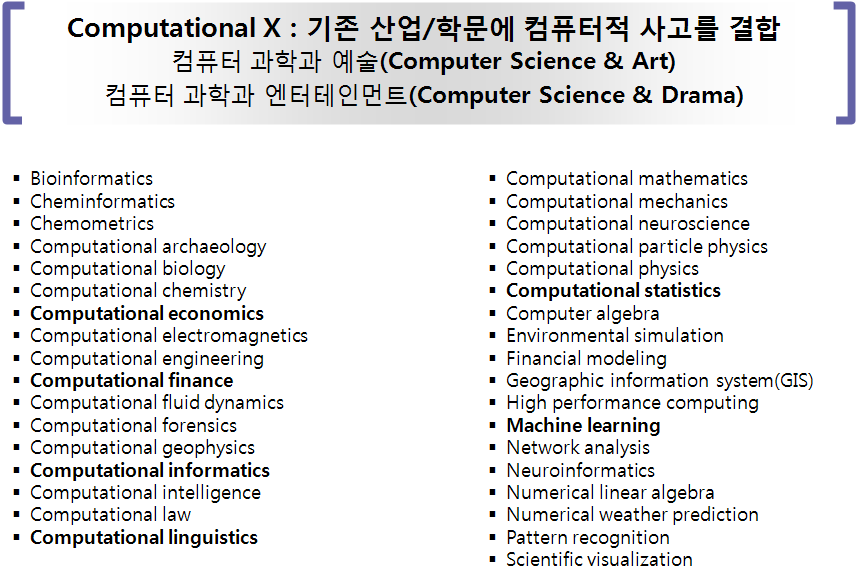 Computational X : 기존 산업/학문에 컴퓨터적 사고를 결합
컴퓨터 과학과 예술(Computer Science & Art)
컴퓨터 과학과 엔터테인먼트(Computer Science & Drama)
▪ Bioinformatics
▪ Cheminformatics
▪ Chemometrics
▪ Computational archaeology
▪ Computational biology
▪ Computational chemistry
▪ Computational economics
▪ Computational electromagnetics
▪ Computational engineering
▪ Computational finance
▪ Computational fluid dynamics
▪ Computational forensics
▪ Computational geophysics
▪ Computational informatics
▪ Computational intelligence
▪ Computational law
▪ Computational linguistics
▪ Computational mathematics
▪ Computational mechanics
▪ Computational neuroscience
▪ Computational particle physics
▪ Computational physics
▪ Computational statistics
▪ Computer algebra
▪ Environmental simulation
▪ Financial modeling
▪ Geographic information system(GIS)
▪ High performance computing
▪ Machine learning
▪ Network analysis
▪ Neuroinformatics
▪ Numerical linear algebra
▪ Numerical weather prediction
▪ Pattern recognition
▪ Scientific visualization